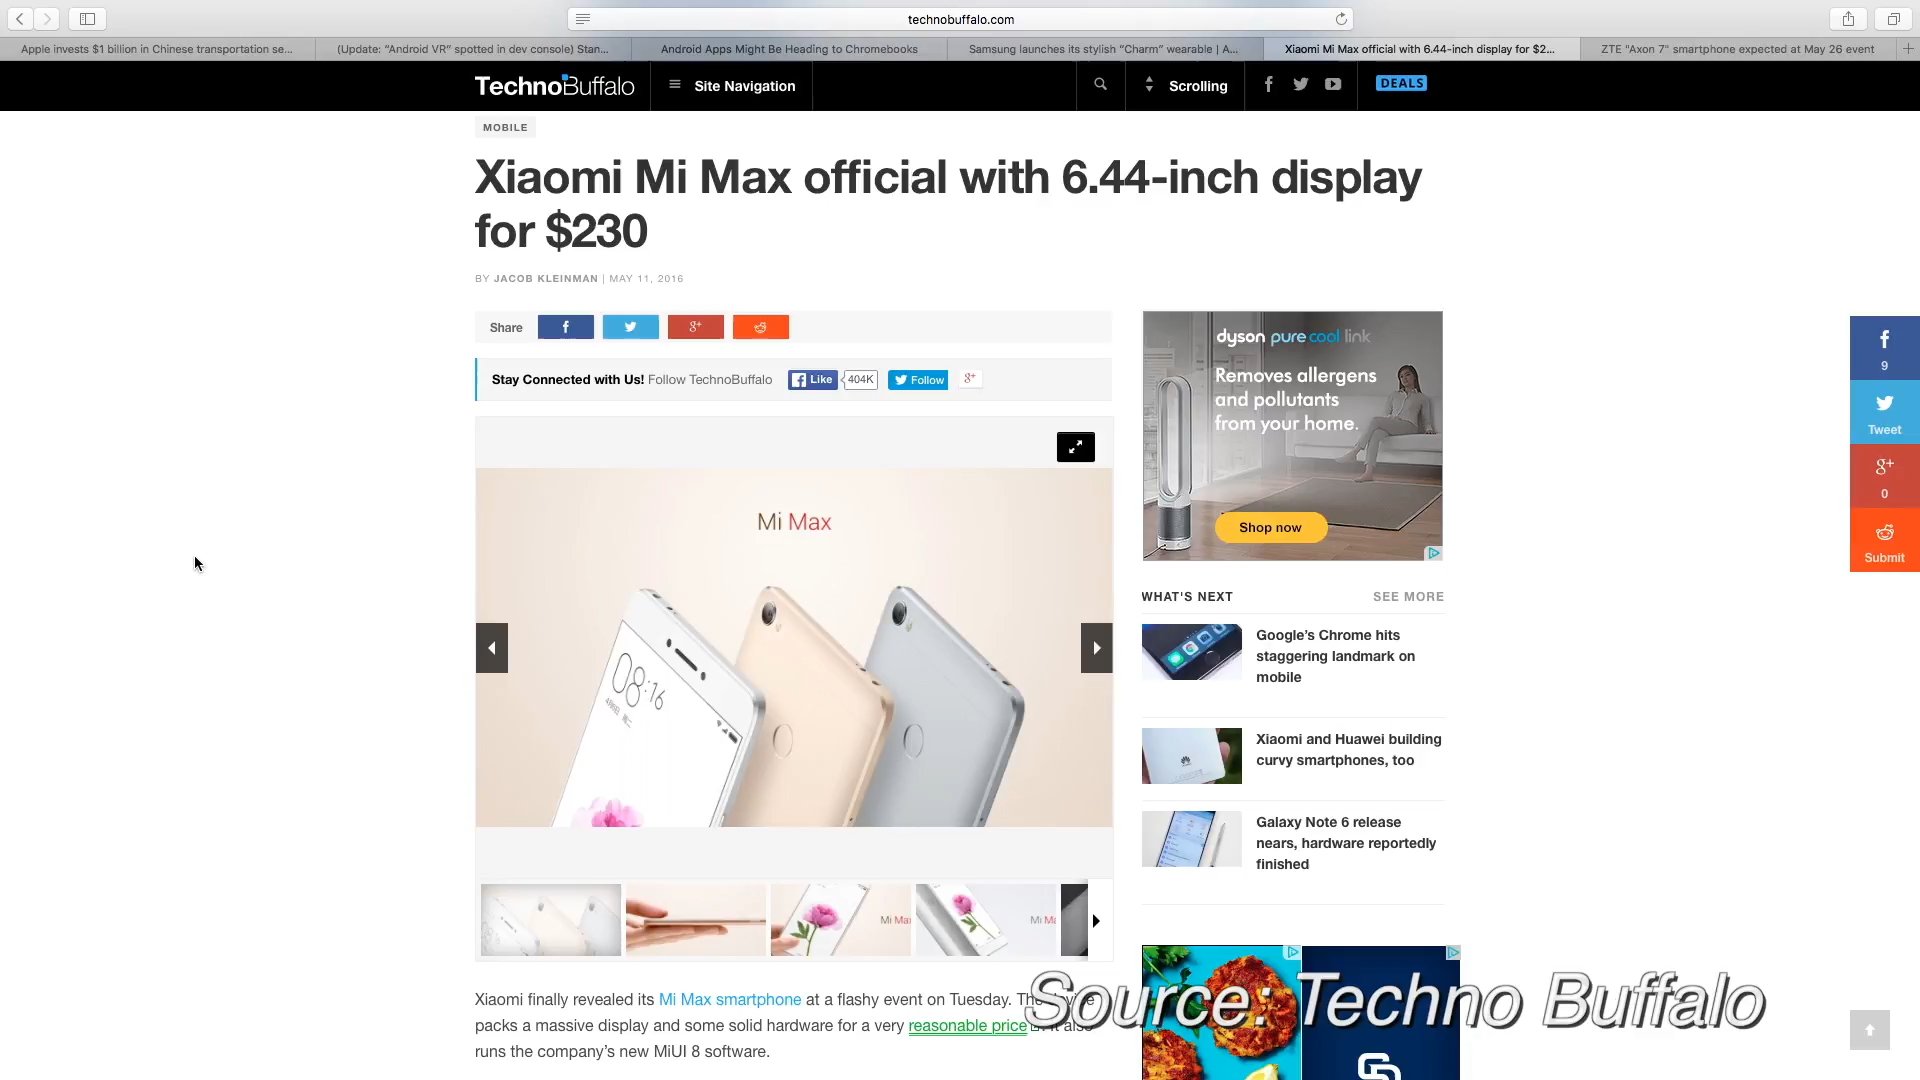 technobuffalo.com
Apple invests $1 billion in Chinese transportation se...
(Update: “Android VR” spotted in dev console) Stan...
Android Apps Might Be Heading to Chromebooks
Samsung launches its stylish “Charm” wearable | A...
Xiaomi Mi Max official with 6.44-inch display for $2...
ZTE "Axon 7" smartphone expected at May 26 event
TechnoBuffalo
Site Navigation
Scrolling
DEALS
MOBILE
Xiaomi Mi Max official with 6.44-inch display
for $230
BY JACOB KLEINMAN | MAY 11, 2016
Share
Stay Connected with Us! Follow TechnoBuffalo
Like
404K
Follow
g+
Mi Max
08:16
Mi Max
Xiaomi finally revealed its Mi Max smartphone at a flashy event on Tuesday.
packs a massive display and some solid hardware for a very reasonable price
runs the company’s new MiUI 8 software.
dyson pure cool link
Removes allergens
and pollutants
from your home.
Shop now
WHAT'S NEXT
SEE MORE
Google’s Chrome hits
staggering landmark on
mobile
Xiaomi and Huawei building
curvy smartphones, too
Galaxy Note 6 release
nears, hardware reportedly
finished
9
Tweet
g+
0
Submit
Source: Techno Buffalo